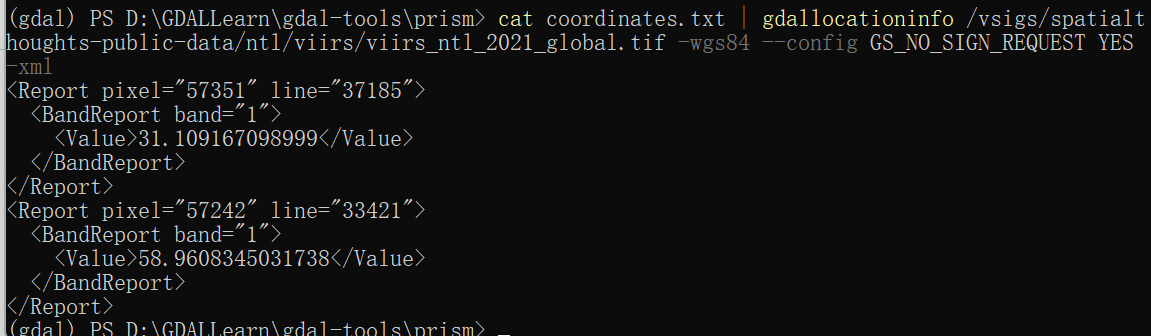 (gdal) PS D:\GDALLearn\gdal-tools\prism> cat coordinates.txt | gdallocationinfo /vsigs/spatialt
houghts-public-data/ntl/viirs/viirs_ntl_2021_global.tif -wgs84 --config GS_NO_SIGN_REQUEST YES
-xml
<Report pixel="57351" line="37185">
  <BandReport band="1">
    <Value>31.109167098999</Value>
  </BandReport>
</Report>
<Report pixel="57242" line="33421">
  <BandReport band="1">
    <Value>58.9608345031738</Value>
  </BandReport>
</Report>
(gdal) PS D:\GDALLearn\gdal-tools\prism> _